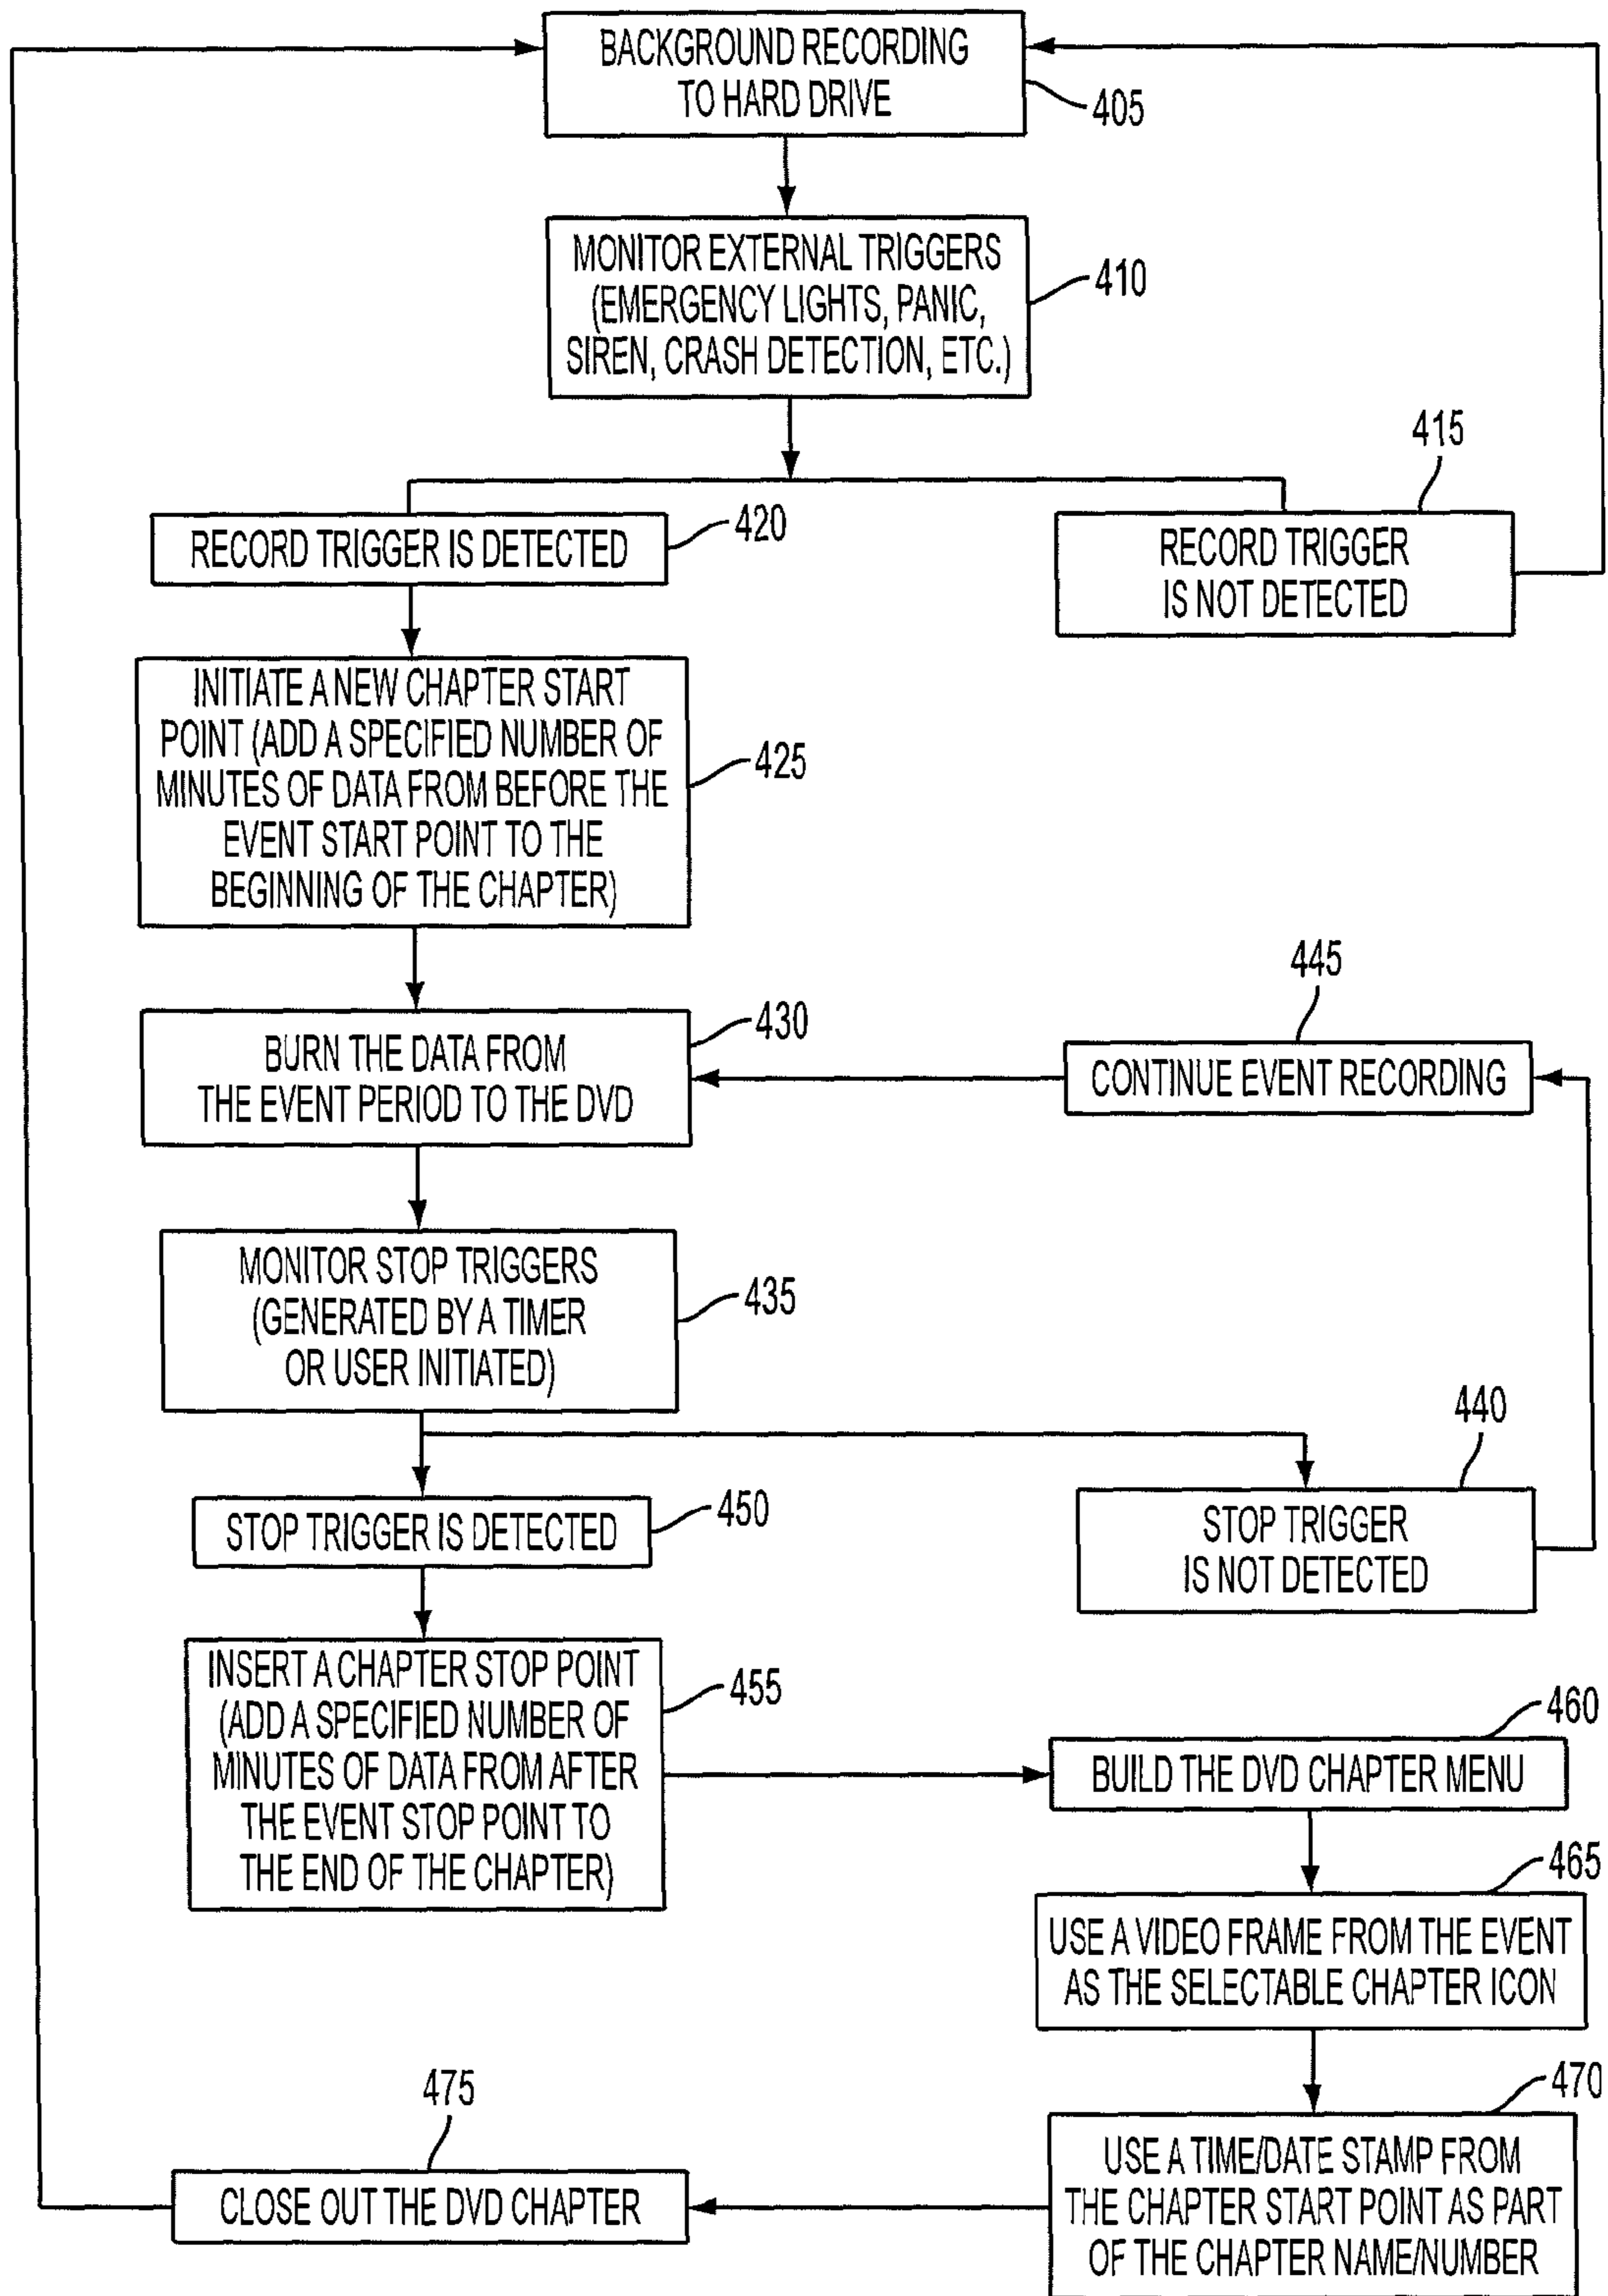 BACKGROUND RECORDING
TO HARD DRIVE
405
MONITOR EXTERNAL TRIGGERS
(EMERGENCY LIGHTS, PANIC,
SIREN, CRASH DETECTION, ETC.)
410
415
RECORD TRIGGER IS DETECTED
420
RECORD TRIGGER
IS NOT DETECTED
INITIATE A NEW CHAPTER START
POINT (ADD A SPECIFIED NUMBER OF
MINUTES OF DATA FROM BEFORE THE
EVENT START POINT TO THE
BEGINNING OF THE CHAPTER)
425
445
BURN THE DATA FROM
THE EVENT PERIOD TO THE DVD
430
CONTINUE EVENT RECORDING
MONITOR STOP TRIGGERS
(GENERATED BY A TIMER
OR USER INITIATED)
435
440
STOP TRIGGER IS DETECTED
450
STOP TRIGGER
IS NOT DETECTED
INSERT A CHAPTER STOP POINT
(ADD A SPECIFIED NUMBER OF
MINUTES OF DATA FROM AFTER
THE EVENT STOP POINT TO
THE END OF THE CHAPTER)
455
460
BUILD THE DVD CHAPTER MENU
465
USE A VIDEO FRAME FROM THE EVENT
AS THE SELECTABLE CHAPTER ICON
470
USE A TIME/DATE STAMP FROM
THE CHAPTER START POINT AS PART
OF THE CHAPTER NAME/NUMBER
475
CLOSE OUT THE DVD CHAPTER